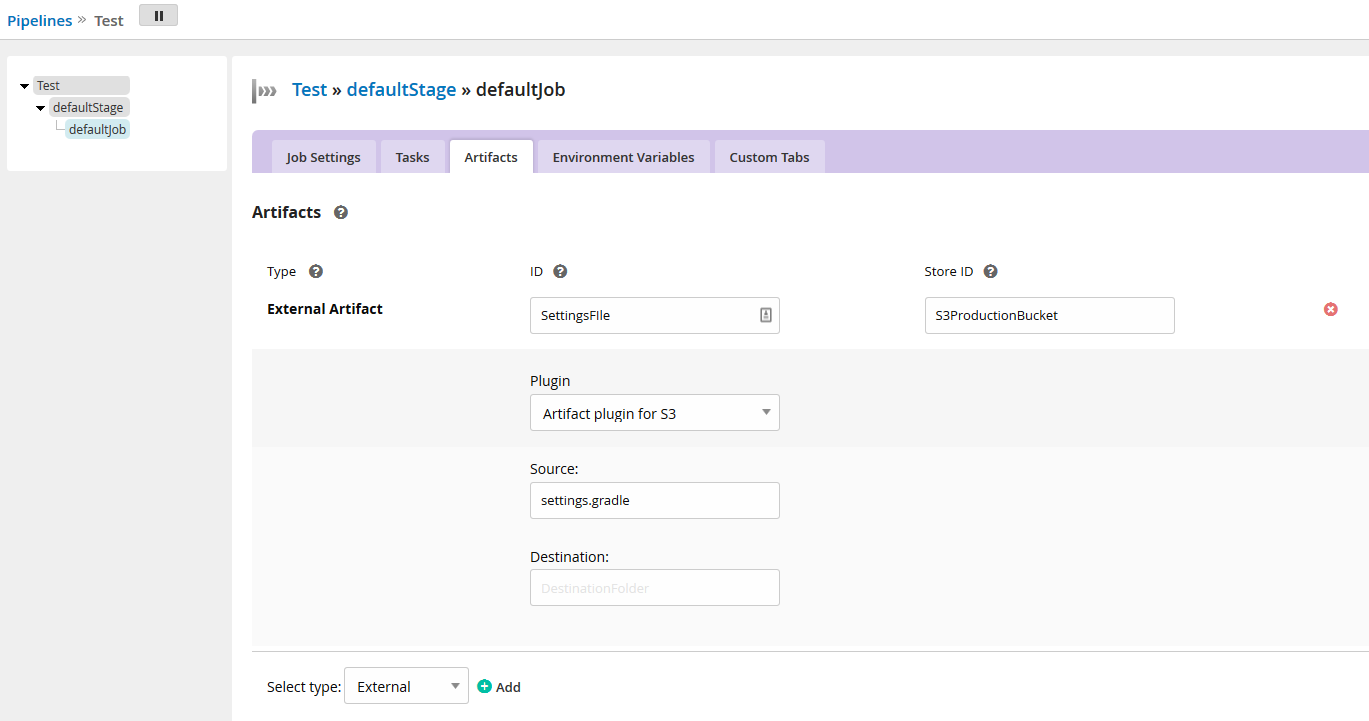 Pipelines » Test
Test
defaultStage
defaultJob
Test » defaultStage » defaultJob
Job Settings Tasks Artifacts Environment Variables Custom Tabs
Artifacts ?
Type ? ID ? Store ID ?
External Artifact SettingsFIle S3ProductionBucket
Plugin
Artifact plugin for S3
Source:
settings.gradle
Destination:
DestinationFolder
Select type: External Add